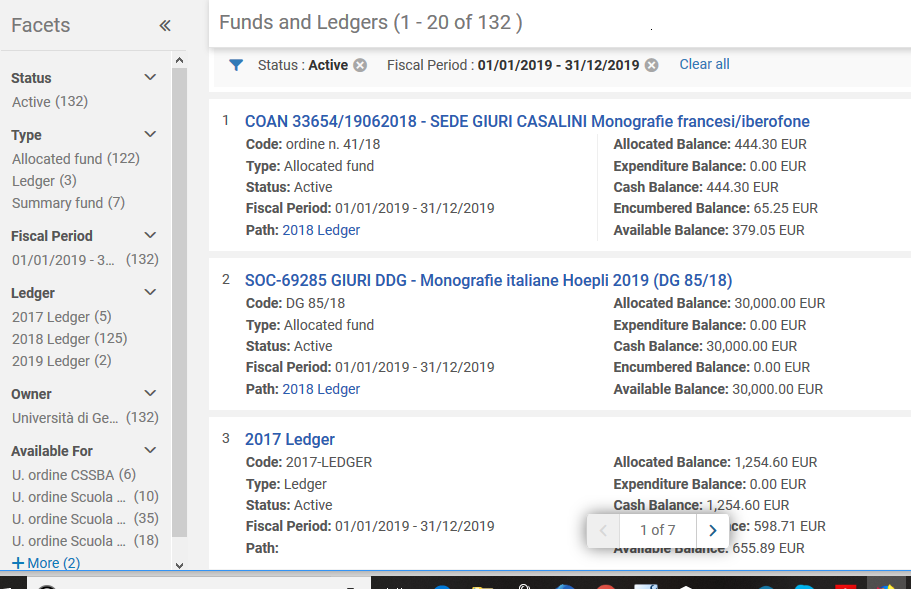 Facets
Status
Active (132)
Type
Allocated fund (122)
Ledger (3)
Summary fund (7)
Fiscal Period
01/01/2019 - 3... (132)
Ledger
2017 Ledger (5)
2018 Ledger (125)
2019 Ledger (2)
Owner
Università di Ge... (132)
Available For
U. ordine CSSBA (6)
U. ordine Scuola ... (10)
U. ordine Scuola ... (35)
U. ordine Scuola ... (18)
+ More (2)
Funds and Ledgers (1 - 20 of 132 )
Status : Active Fiscal Period : 01/01/2019 - 31/12/2019 Clear all
1 COAN 33654/19062018 - SEDE GIURI CASALINI Monografie francesi/iberofone
Code: ordine n. 41/18
Type: Allocated fund
Status: Active
Fiscal Period: 01/01/2019 - 31/12/2019
Path: 2018 Ledger
Allocated Balance: 444.30 EUR
Expenditure Balance: 0.00 EUR
Cash Balance: 444.30 EUR
Encumbered Balance: 65.25 EUR
Available Balance: 379.05 EUR
2 SOC-69285 GIURI DDG - Monografie italiane Hoepli 2019 (DG 85/18)
Code: DG 85/18
Type: Allocated fund
Status: Active
Fiscal Period: 01/01/2019 - 31/12/2019
Path: 2018 Ledger
Allocated Balance: 30,000.00 EUR
Expenditure Balance: 0.00 EUR
Cash Balance: 30,000.00 EUR
Encumbered Balance: 0.00 EUR
Available Balance: 30,000.00 EUR
3 2017 Ledger
Code: 2017-LEDGER
Type: Ledger
Status: Active
Fiscal Period: 01/01/2019 - 31/12/2019
Path:
Allocated Balance: 1,254.60 EUR
Expenditure Balance: 0.00 EUR
Cash Balance: 1,254.60 EUR
ce: 598.71 EUR
Available Balance: 655.89 EUR
1 of 7